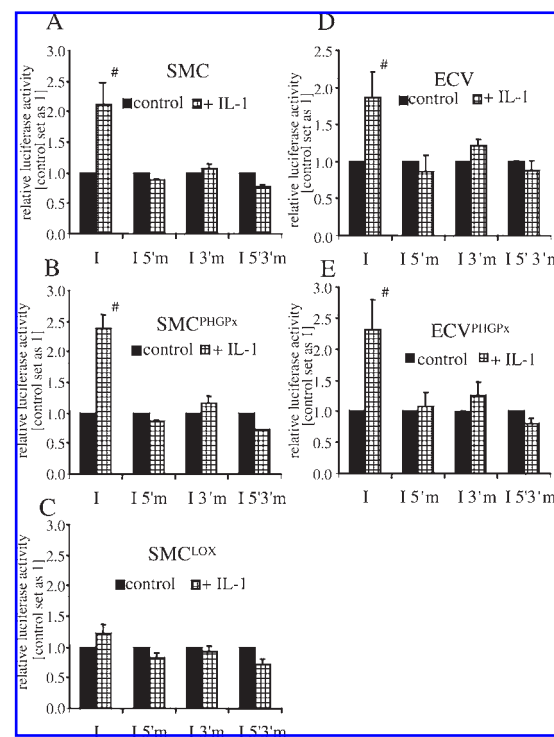 A
SMC
control + IL-1
relative luciferase activity
[control set as 1]
3.0
2.5
2.0
1.5
1.0
0.5
0.0
#
I I 5'm I 3'm I 5'3'm
B
SMCPHGPx
control + IL-1
relative luciferase activity
[control set as 1]
3.0
2.5
2.0
1.5
1.0
0.5
0.0
#
I I 5'm I 3'm I 5'3'm
C
SMCLOX
control + IL-1
relative luciferase activity
[control set as 1]
3.0
2.5
2.0
1.5
1.0
0.5
0.0
I I 5'm I 3'm I 5'3'm
D
ECV
control + IL-1
relative luciferase activity
[control set as 1]
2.5
2.0
1.5
1.0
0.5
0.0
#
I I 5'm I 3'm I 5' 3'm
E
ECVPHGPx
control + IL-1
relative luciferase activity
[control set as 1]
3.0
2.5
2.0
1.5
1.0
0.5
0.0
#
I I 5'm I 3'm I 5'3'm